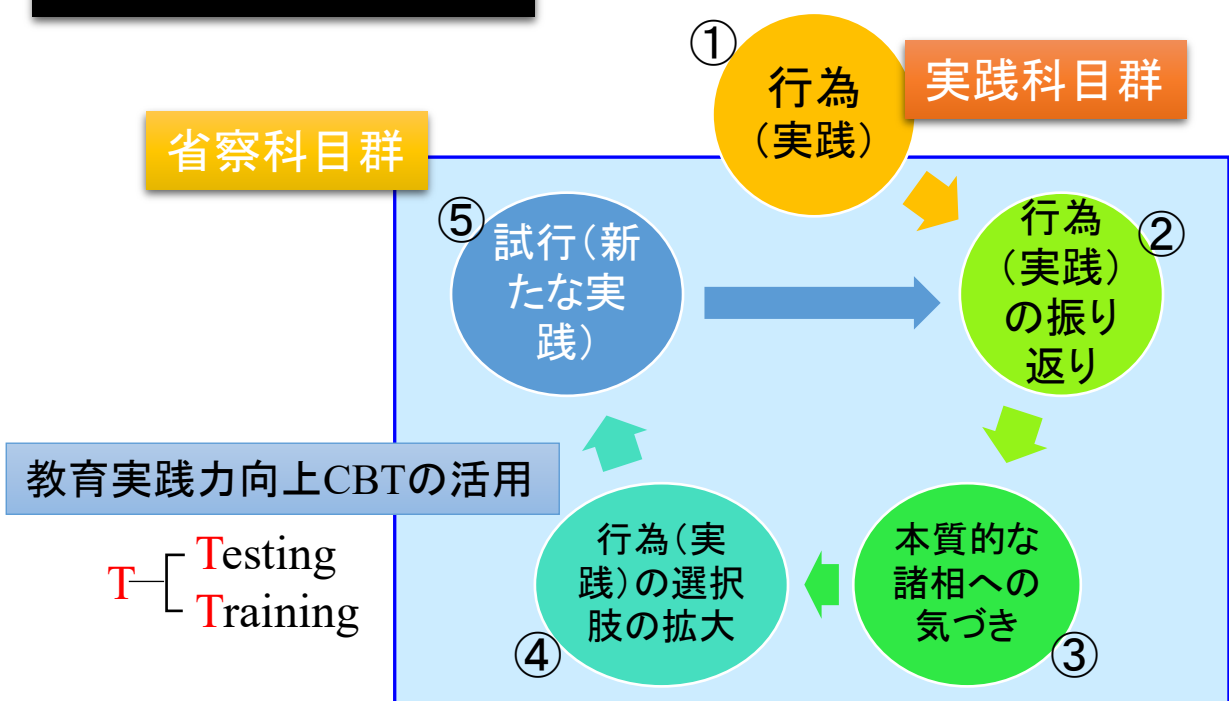 ①
行為
（実践）
実践科目群
省察科目群
⑤
試行（新
たな実
践）
行為
（実践）
の振り
返り
②
教育実践力向上CBTの活用
T
Testing
Training
行為（実
践）の選択
肢の拡大
④
本質的な
諸相への
気づき
③